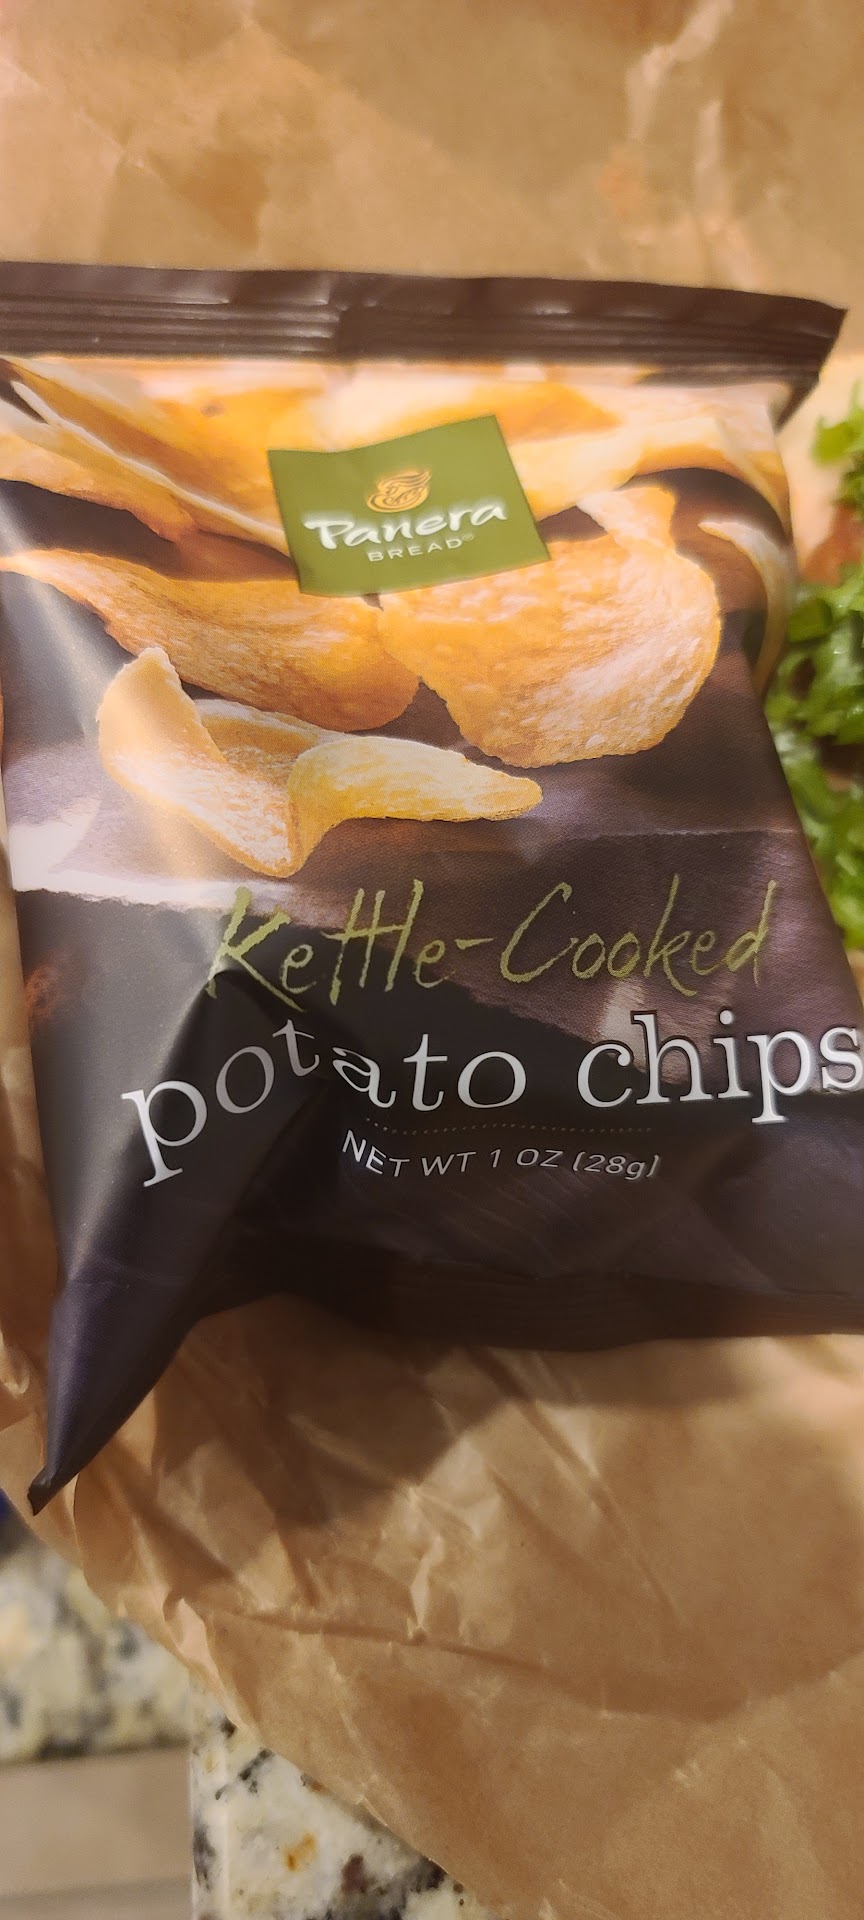 Panera
BREAD®
Kettle-Cooked
potato chips
NET WT 1 OZ (28g)